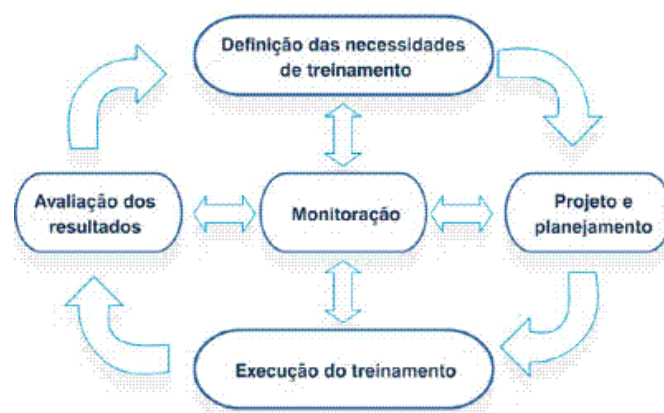 Definição das necessidades
de treinamento
Avaliação dos
resultados
Monitoração
Projeto e
planejamento
Execução do treinamento